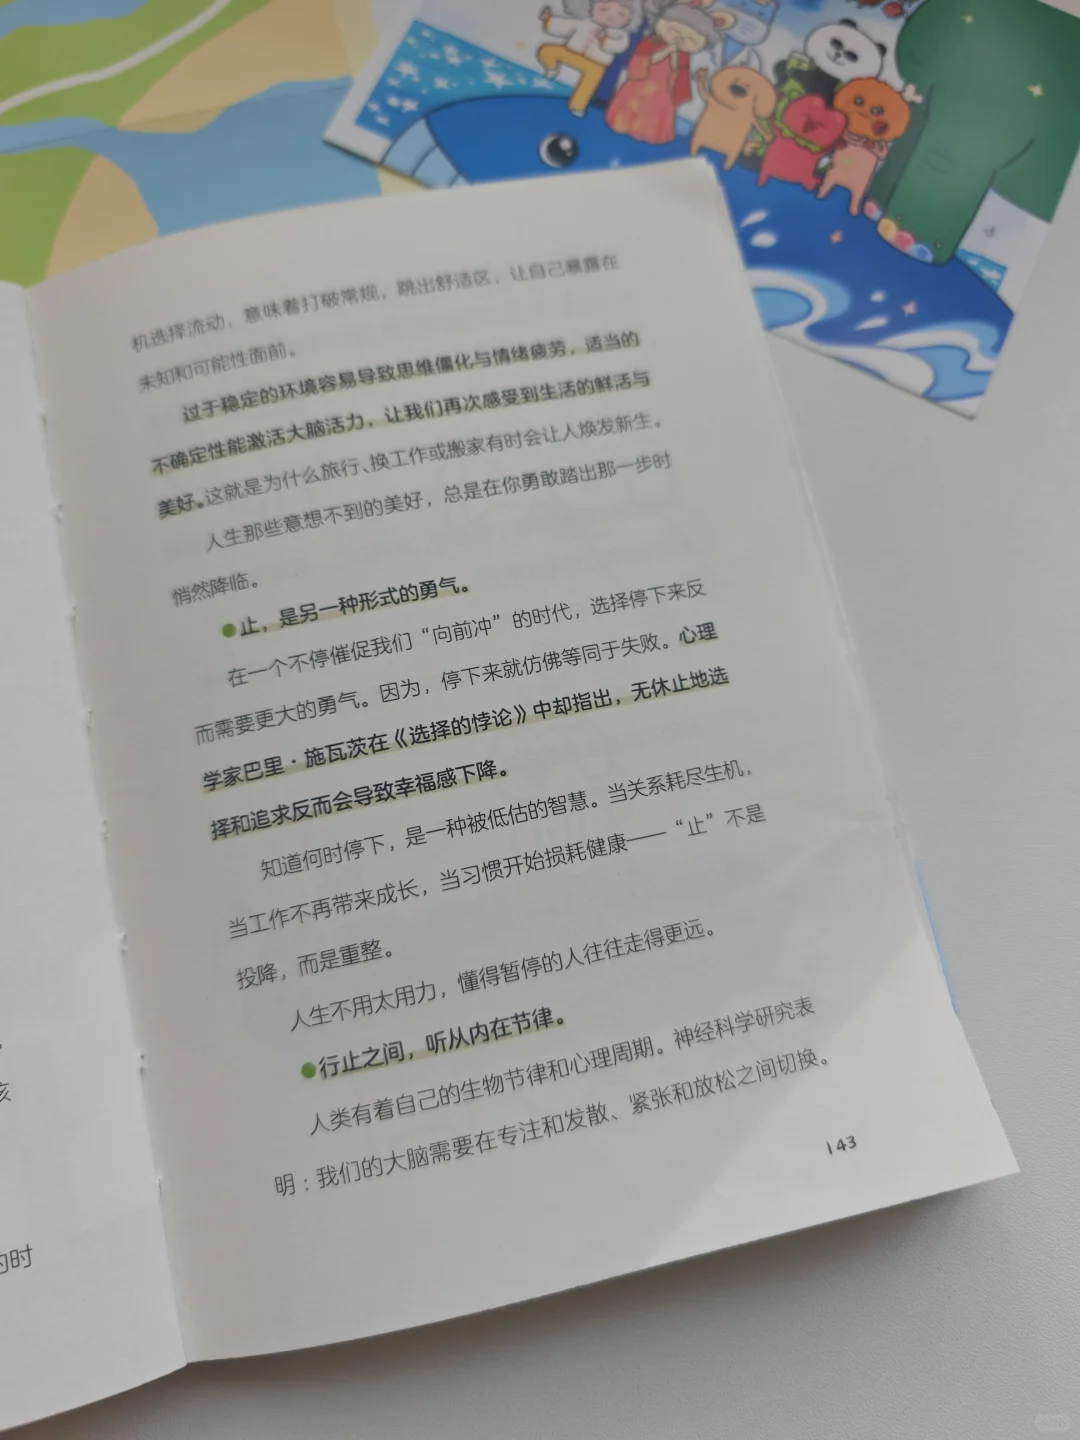 机选择流动，意味着打破常规，跳出舒适区，让自己暴露在
未知和可能性面前。
过于稳定的环境容易导致思维僵化与情绪疲劳，适当的
不确定性能激活大脑活力，让我们再次感受到生活的鲜活与
美好。这就是为什么旅行、换工作或搬家有时会让人焕发新生。
人生那些意想不到的美好，总是在你勇敢踏出那一步时
悄然降临。
●止，是另一种形式的勇气。
在一个不停催促我们“向前冲”的时代，选择停下来反
而需要更大的勇气。因为，停下来就仿佛等同于失败。心理
学家巴里·施瓦茨在《选择的悖论》中却指出，无休止地选
择和追求反而会导致幸福感下降。
知道何时停下，是一种被低估的智慧。当关系耗尽生机，
当工作不再带来成长，当习惯开始损耗健康——“止”不是
投降，而是重整。
人生不用太用力，懂得暂停的人往往走得更远。
●行止之间，听从内在节律。
人类有着自己的生物节律和心理周期。神经科学研究表
明：我们的大脑需要在专注和发散、紧张和放松之间切换。
143
的时